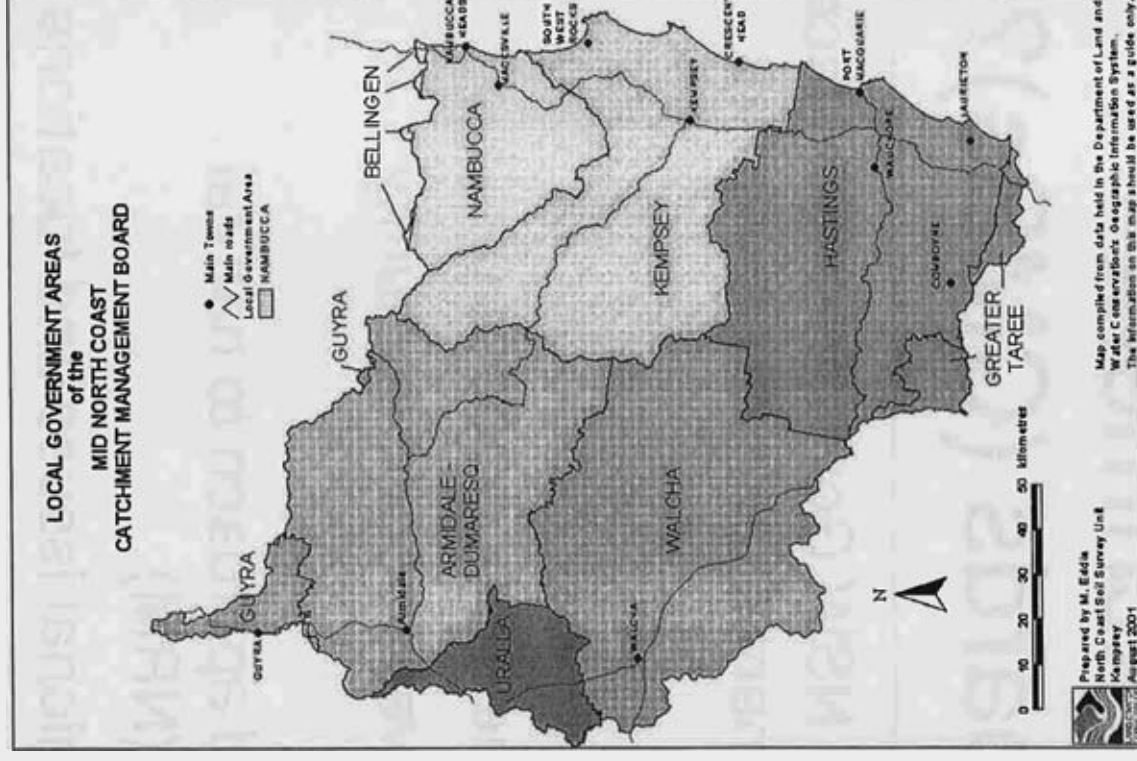 LOCAL GOVERNMENT AREAS
of the
MID NORTH COAST
CATCHMENT MANAGEMENT BOARD
Main Towns
Main roads
Local Government Area
NAMBUCCA
GUYRA
GUYRA
GUYRA
Armidale
ARMIDALE-
DUMARESQ
URALLA
WALCHA
WALCHA
BELLINGEN
NAMBUCCA
NAMBUCCA
HEADS
MACKSVILLE
SOUTH
WEST
ROCKS
KEMPSEY
KEMPSEY
CRESCENT
HEAD
HASTINGS
PORT
MACQUARIE
WAUCHOPE
LAURIETON
COMBOYNE
GREATER
TAREE
N
0 10 20 30 40 50 kilometres
Prepared by M. Eddie
North Coast Soil Survey Unit
Kempsey
August 2001
Map compiled from data held in the Department of Land and
Water Conservation's Geographic Information System.
The information on this map should be used as a guide only.